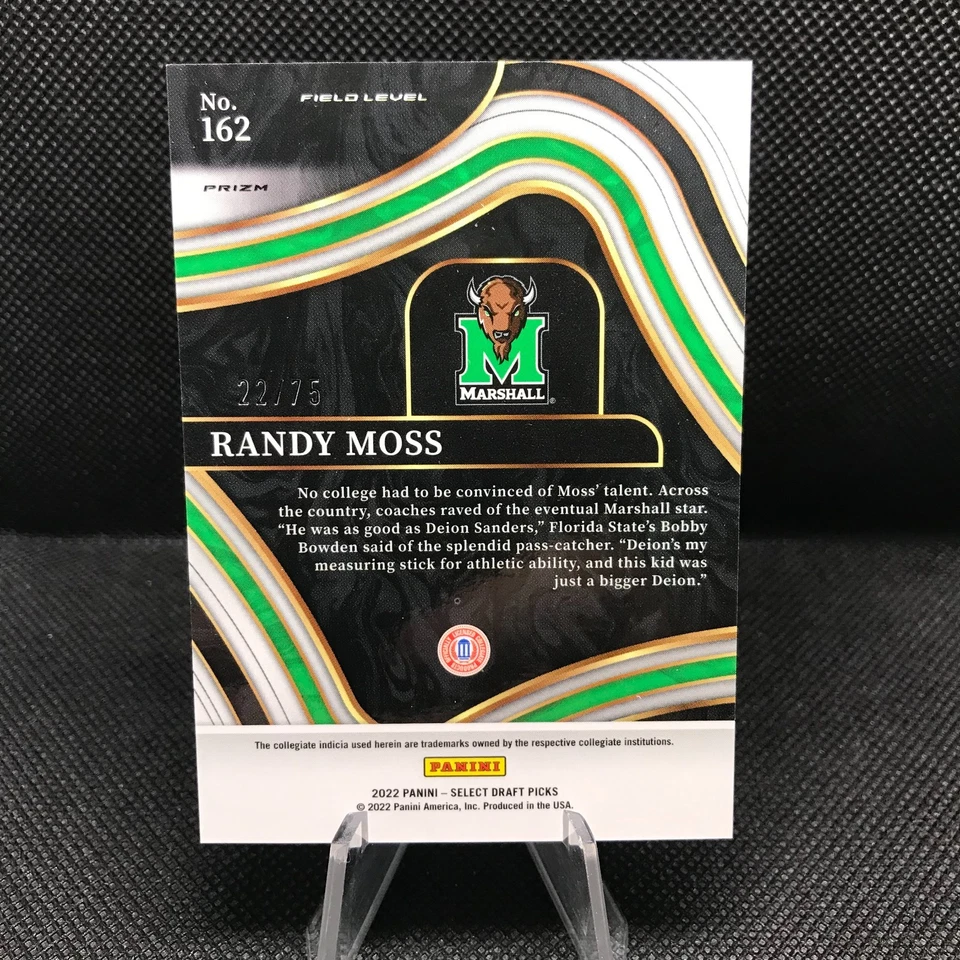 No.
162
FIELD LEVEL
PRIZM
M
MARSHALL®
22/75
RANDY MOSS
No college had to be convinced of Moss’ talent. Across
the country, coaches raved of the eventual Marshall star.
“He was as good as Deion Sanders,” Florida State’s Bobby
Bowden said of the splendid pass-catcher. “Deion’s my
measuring stick for athletic ability, and this kid was
just a bigger Deion.”
OFFICIALLY LICENSED COLLEGIATE PRODUCTS
The collegiate indicia used herein are trademarks owned by the respective collegiate institutions.
PANINI
2022 PANINI – SELECT DRAFT PICKS
© 2022 Panini America, Inc. Produced in the USA.